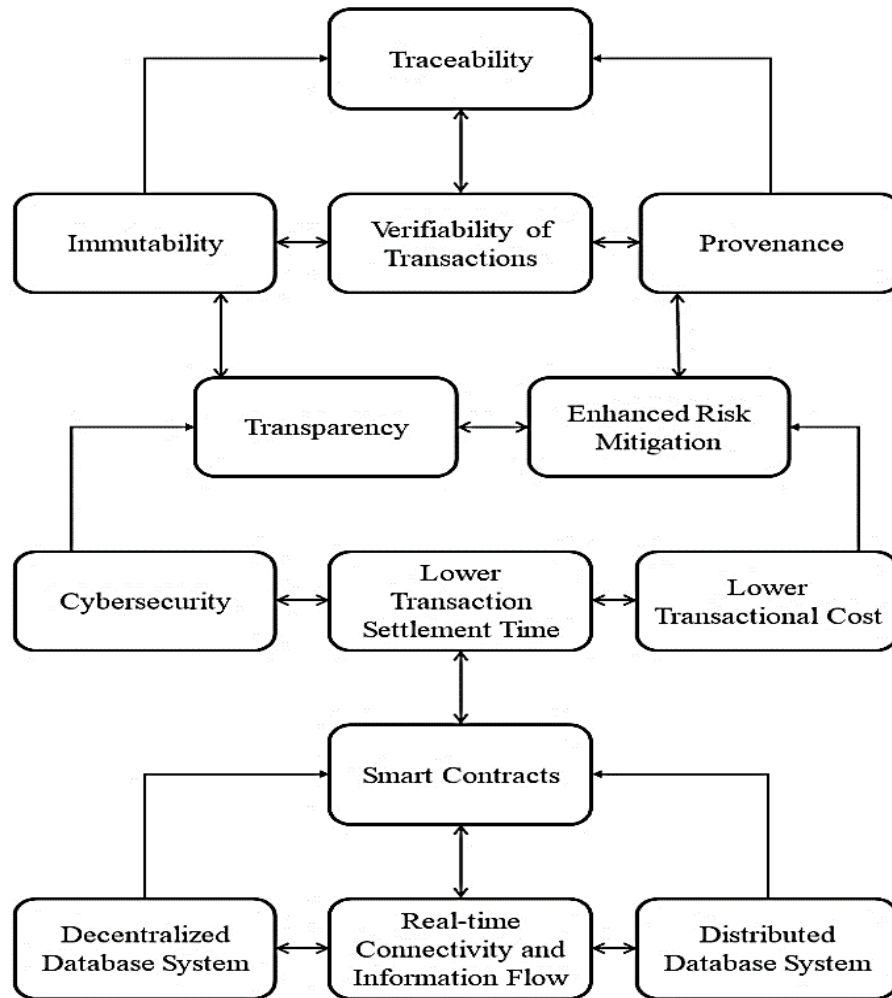 Traceability
Immutability
Verifiability of
Transactions
Provenance
Transparency
Enhanced Risk
Mitigation
Cybersecurity
Lower
Transaction
Settlement Time
Lower
Transactional Cost
Smart Contracts
Decentralized
Database System
Real-time
Connectivity and
Information Flow
Distributed
Database System